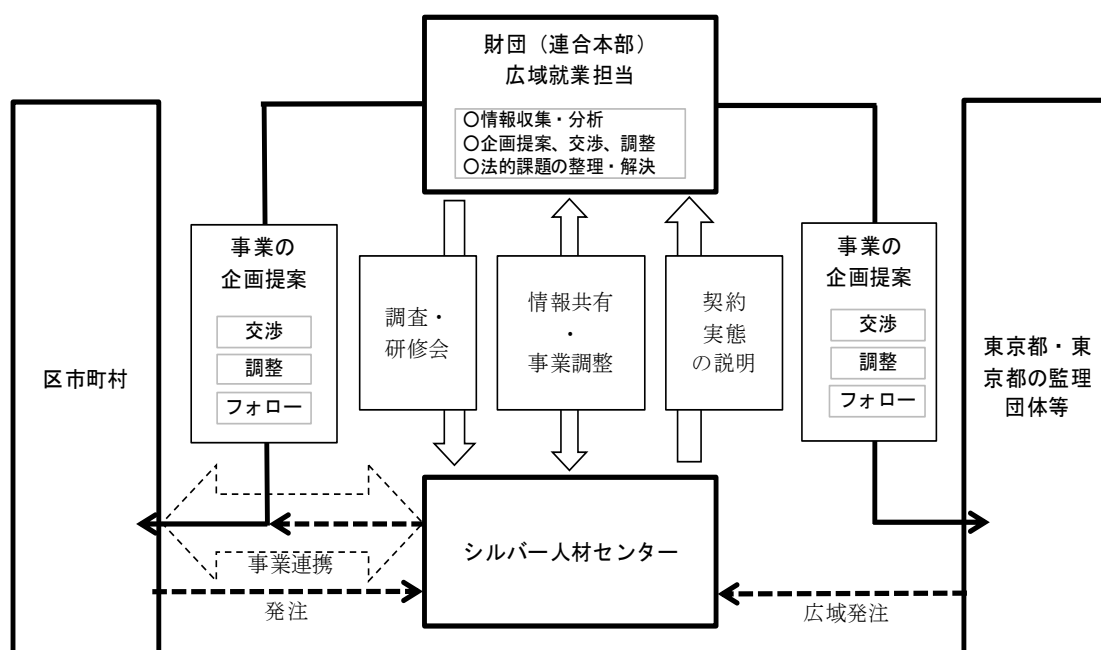 財団（連合本部）
広域就業担当
○情報収集・分析
○企画提案、交渉、調整
○法的課題の整理・解決
事業の
企画提案
交渉
調整
フォロー
調査・
研修会
情報共有
・
事業調整
契約
実態
の説明
事業の
企画提案
交渉
調整
フォロー
区市町村
東京都・東
京都の監理
団体等
シルバー人材センター
事業連携
発注
広域発注